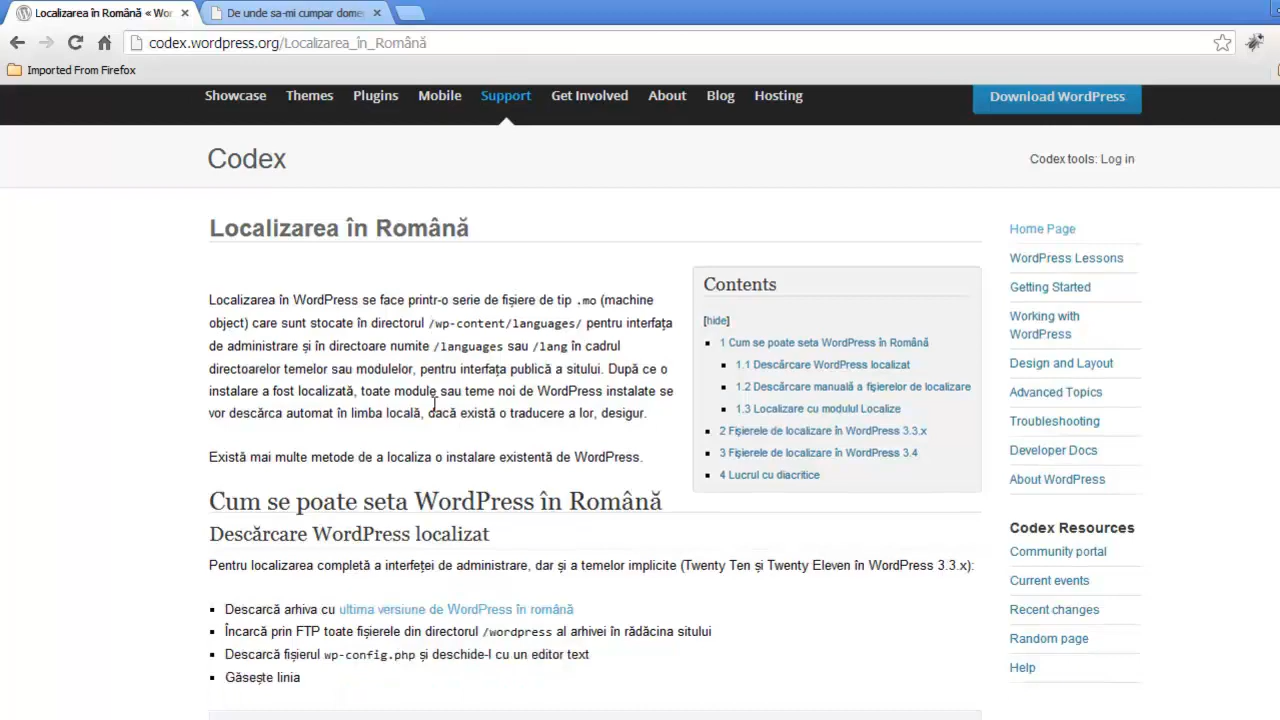 Localizarea în Română « Wor
De unde sa-mi cumpar dome
codex.wordpress.org/Localizarea_în_Română
Imported From Firefox
Showcase Themes Plugins Mobile Support Get Involved About Blog Hosting
Download WordPress
Codex
Codex tools: Log in
Localizarea în Română
Localizarea în WordPress se face printr-o serie de fișiere de tip .mo (machine
object) care sunt stocate în directorul /wp-content/languages/ pentru interfața
de administrare și în directoare numite /languages sau /lang în cadrul
directoarelor temelor sau modulelor, pentru interfața publică a sitului. După ce o
instalare a fost localizată, toate module sau teme noi de WordPress instalate se
vor descărca automat în limba locală, dacă există o traducere a lor, desigur.
Există mai multe metode de a localiza o instalare existentă de WordPress.
Contents
[hide]
1 Cum se poate seta WordPress în Română
1.1 Descărcare WordPress localizat
1.2 Descărcare manuală a fișierelor de localizare
1.3 Localizare cu modulul Localize
2 Fișierele de localizare în WordPress 3.3.x
3 Fișierele de localizare în WordPress 3.4
4 Lucrul cu diacritice
Cum se poate seta WordPress în Română
Descărcare WordPress localizat
Pentru localizarea completă a interfeței de administrare, dar și a temelor implicite (Twenty Ten și Twenty Eleven în WordPress 3.3.x):
Descarcă arhiva cu ultima versiune de WordPress în română
Încarcă prin FTP toate fișierele din directorul /wordpress al arhivei în rădăcina sitului
Descarcă fișierul wp-config.php și deschide-l cu un editor text
Găsește linia
Home Page
WordPress Lessons
Getting Started
Working with
WordPress
Design and Layout
Advanced Topics
Troubleshooting
Developer Docs
About WordPress
Codex Resources
Community portal
Current events
Recent changes
Random page
Help